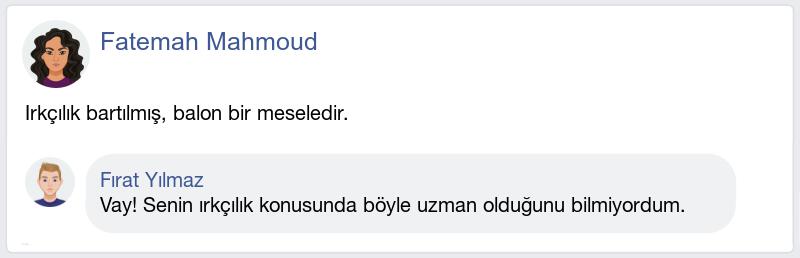 Fatemah Mahmoud
Irkçılık bartılmış, balon bir meseledir.
Fırat Yılmaz
Vay! Senin ırkçılık konusunda böyle uzman olduğunu bilmiyordum.